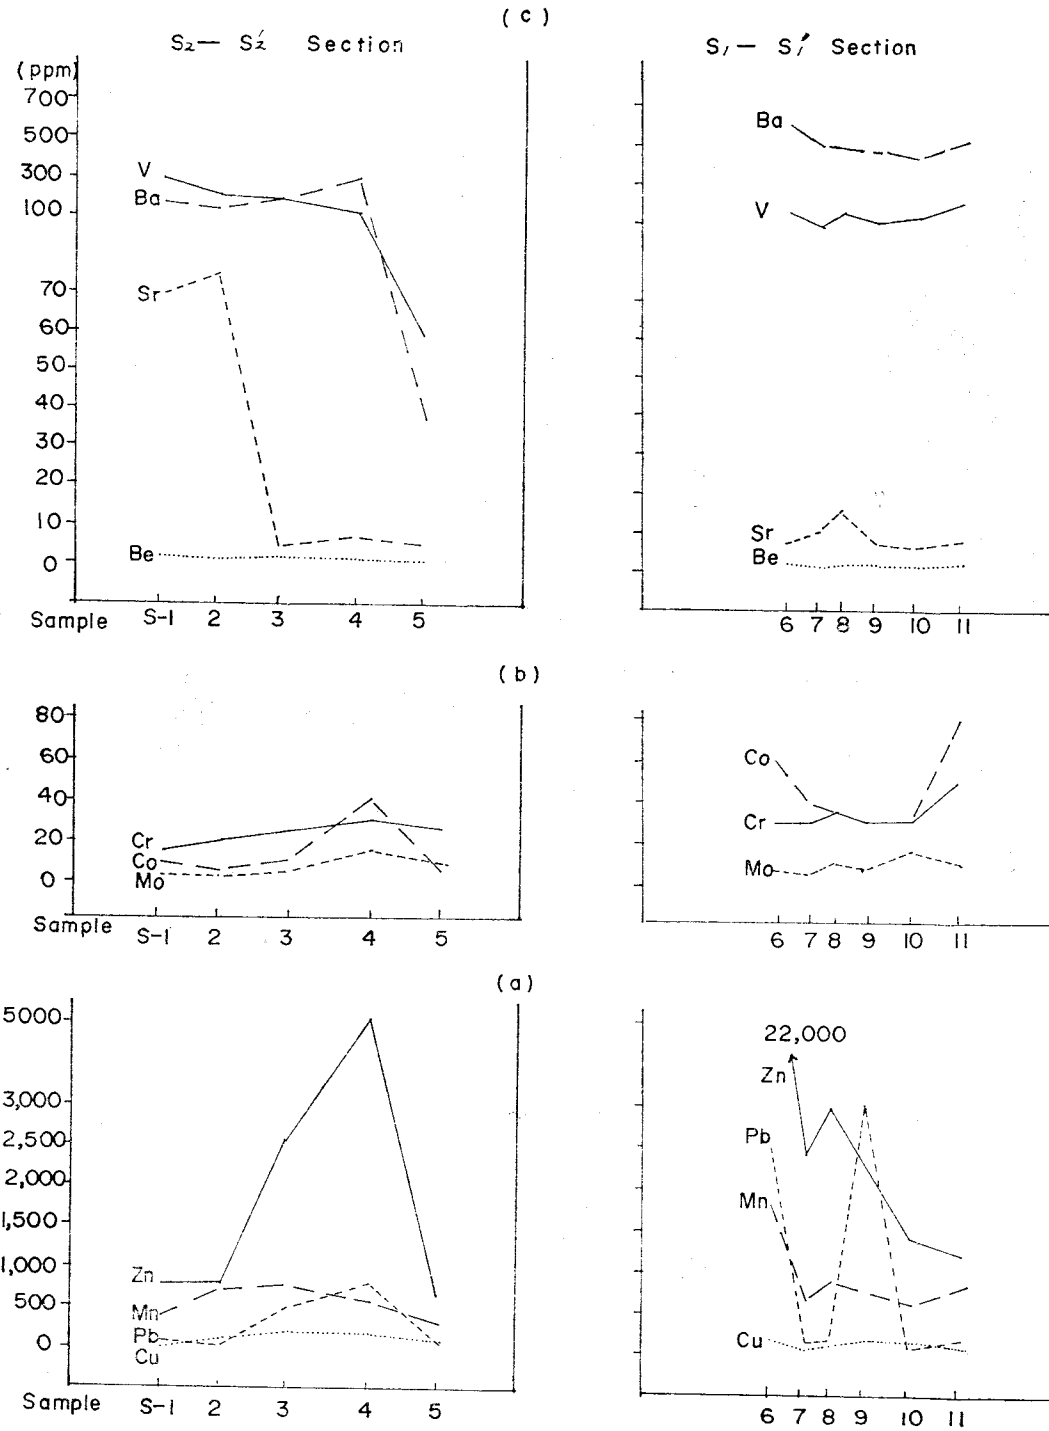 (c)
S2— S2' Section
S1— S1' Section
(ppm)
700
500
300
100
70
60
50
40
30
20
10
0
V
Ba
Sr
Be
Sample S-1 2 3 4 5
Ba
V
Sr
Be
6 7 8 9 10 11
(b)
80
60
40
20
0
Cr
Co
Mo
Sample S-1 2 3 4 5
Co
Cr
Mo
6 7 8 9 10 11
(a)
5000
3,000
2,500
2,000
1,500
1,000
500
0
Zn
Mn
Pb
Cu
Sample S-1 2 3 4 5
22,000
Zn
Pb
Mn
Cu
6 7 8 9 10 11